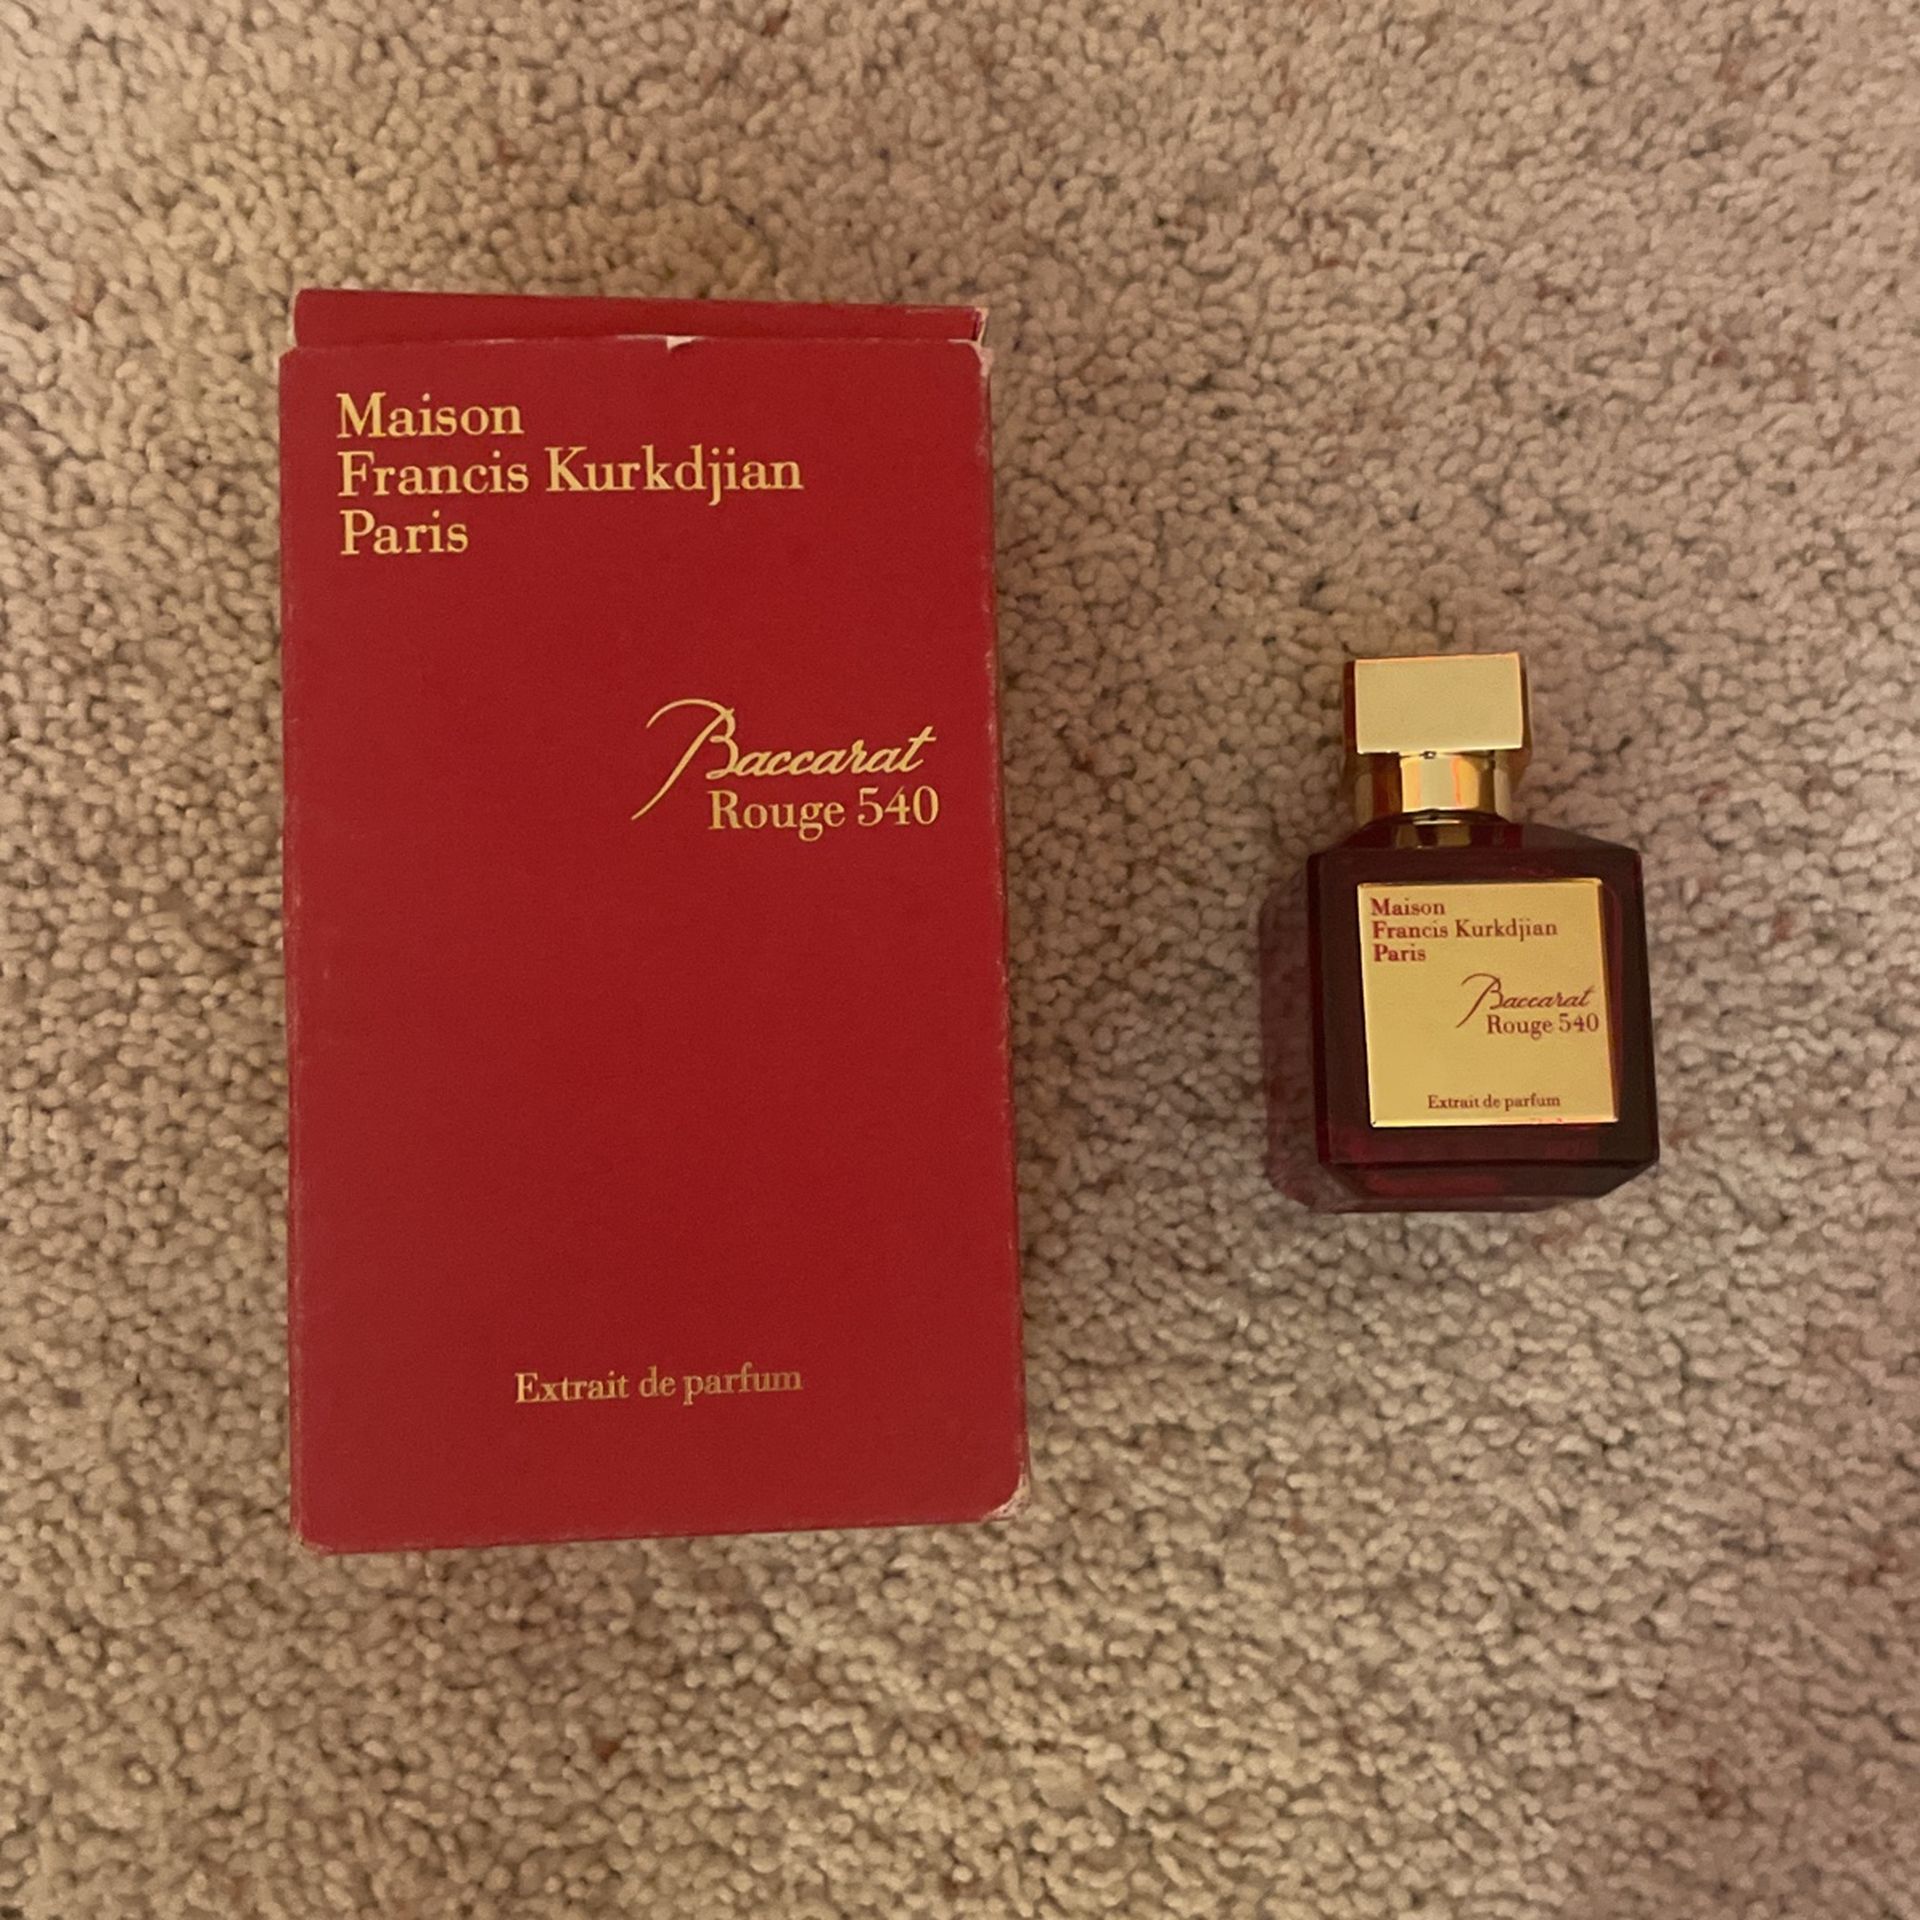 Maison
Francis Kurkdjian
Paris
Baccarat
Rouge 540
Extrait de parfum
Maison
Francis Kurkdjian
Paris
Baccarat
Rouge 540
Extrait de parfum